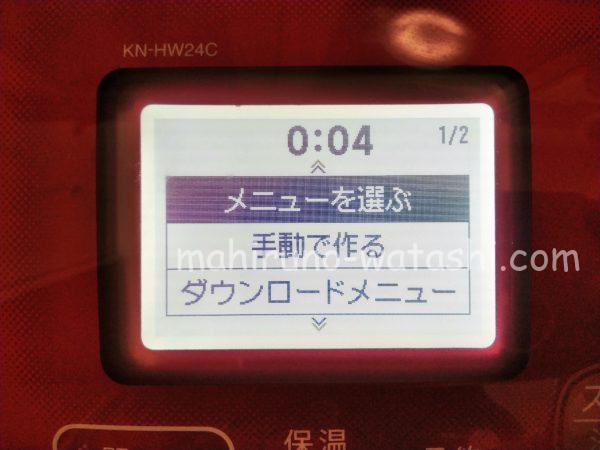 KN-HW24C
0:04 1/2
メニューを選ぶ
手動で作る
mahiruno-watashi.com
ダウンロードメニュー
保温